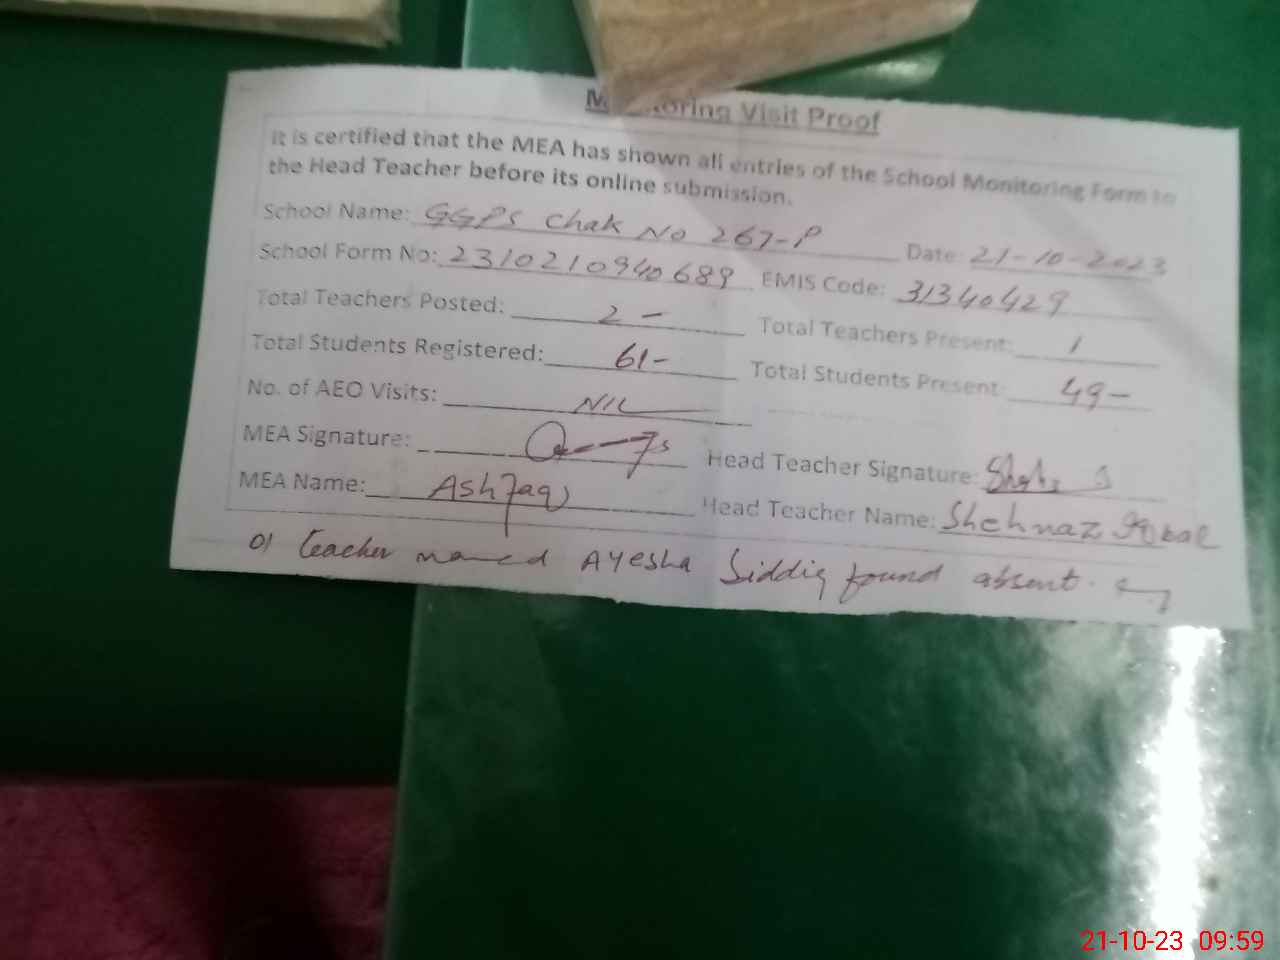 Monitoring Visit Proof
It is certified that the MEA has shown all entries of the School Monitoring Form to
the Head Teacher before its online submission.
School Name: GGPS Chak No 267-P Date: 21-10-2023
School Form No: 2310210940689 EMIS Code: 31340429
Total Teachers Posted: 2 - Total Teachers Present: 1
Total Students Registered: 61- Total Students Present: 49-
No. of AEO Visits: NIL
MEA Signature: Head Teacher Signature:
MEA Name: Ashfaq Head Teacher Name: Shehnaz Iqbal
01 teacher named Ayesha Siddiq found absent.
21-10-23 09:59